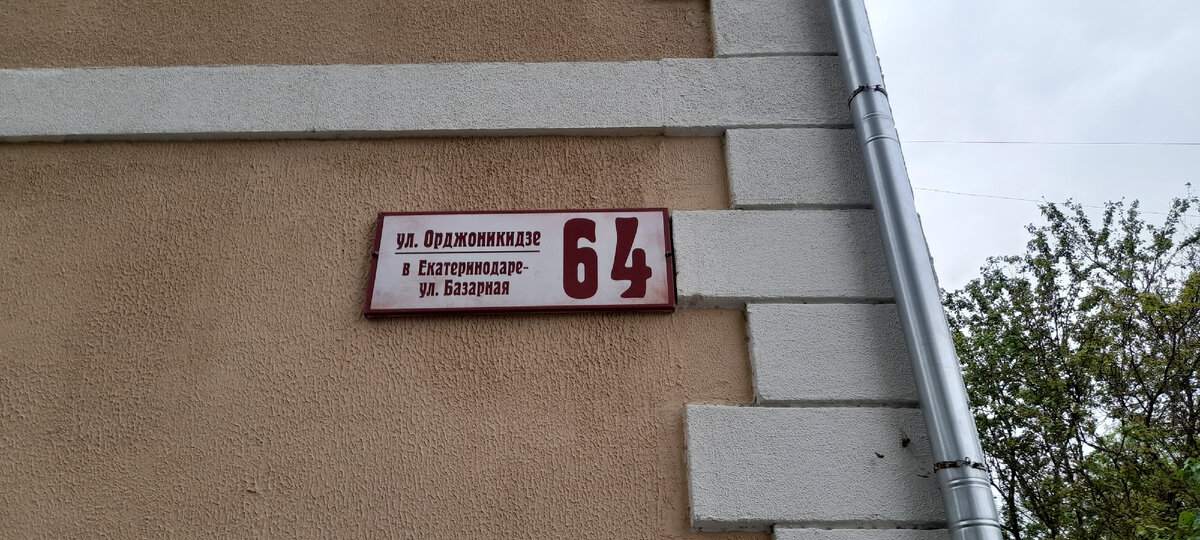 ул. Орджоникидзе
в Екатеринодаре-
ул. Базарная
64